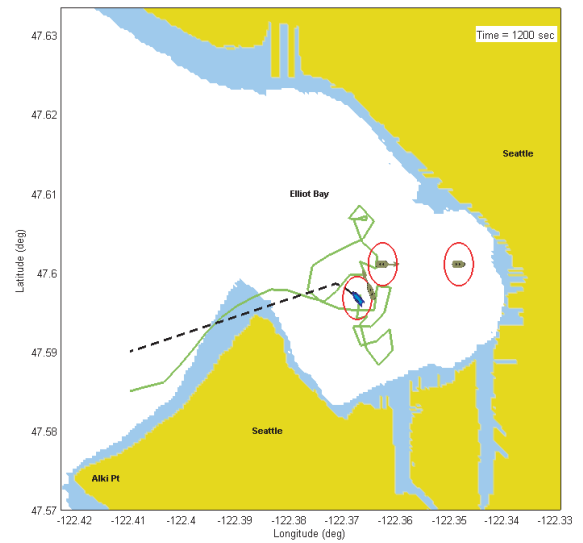 47.63
Time = 1200 sec
47.62
Seattle
47.61
Elliot Bay
Latitude (deg)
47.6
47.59
47.58
Seattle
Alki Pt
47.57
-122.42 -122.41 -122.4 -122.39 -122.38 -122.37 -122.36 -122.35 -122.34 -122.33
Longitude (deg)